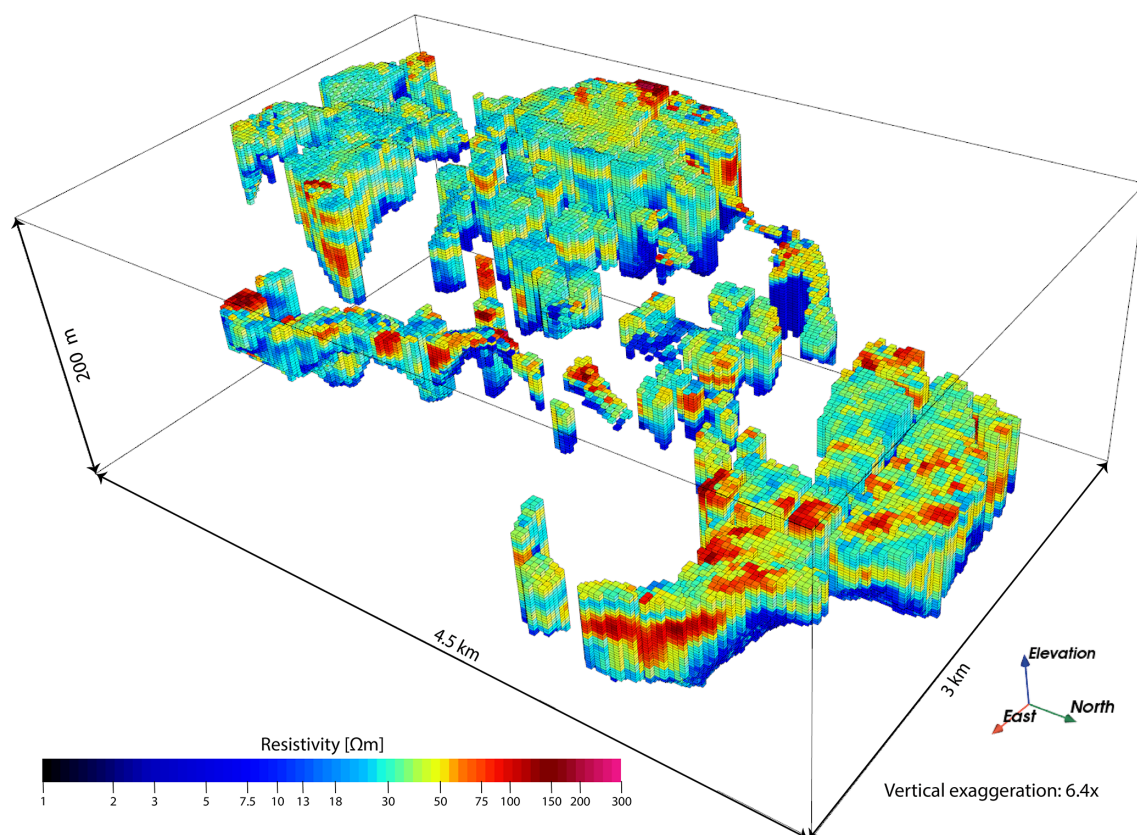 200 m
4.5 km
3 km
Elevation
East
North
Resistivity [Ωm]
1 2 3 5 7.5 10 13 18 30 50 75 100 150 200 300
Vertical exaggeration: 6.4x